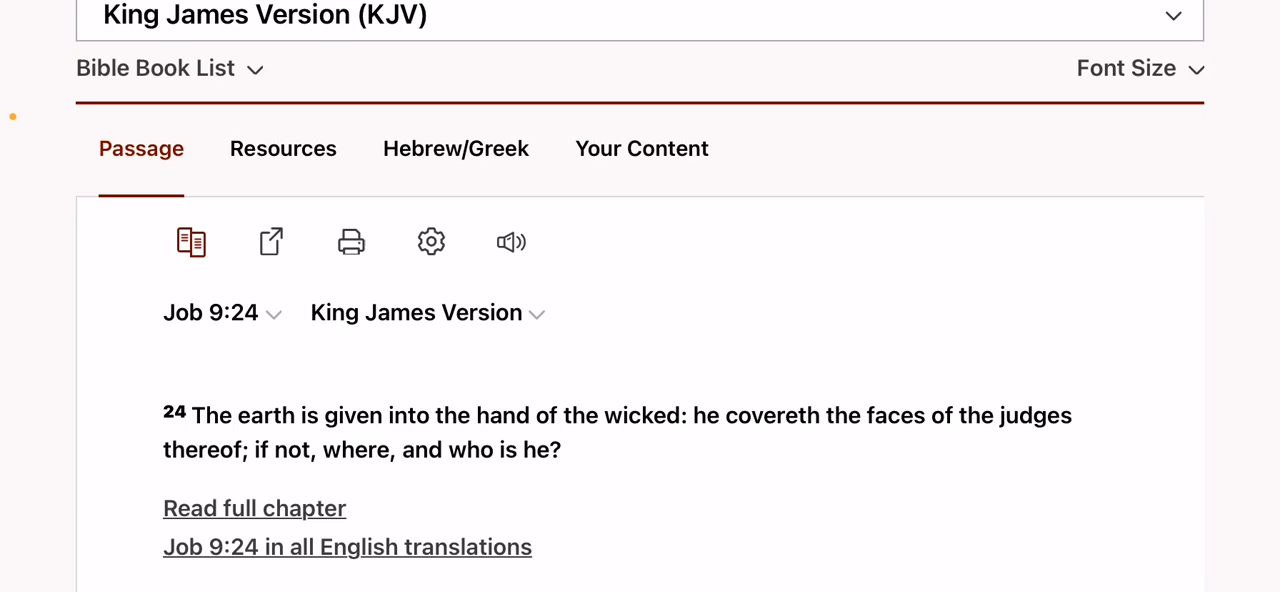 King James Version (KJV)
Bible Book List
Font Size
Passage
Resources
Hebrew/Greek
Your Content
Job 9:24
King James Version
24 The earth is given into the hand of the wicked: he covereth the faces of the judges
thereof; if not, where, and who is he?
Read full chapter
Job 9:24 in all English translations